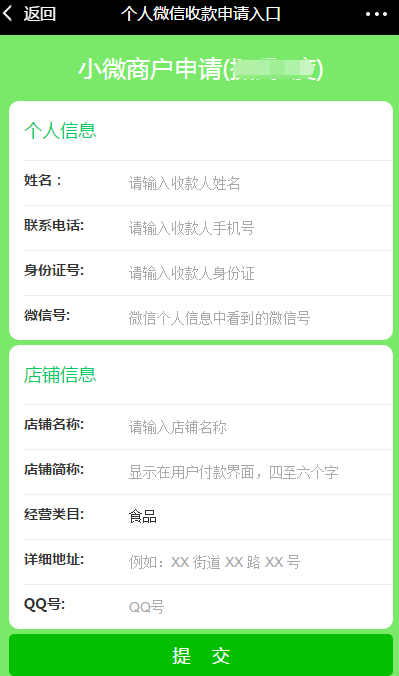 返回 个人微信收款申请入口
小微商户申请(
个人信息
姓名： 请输入收款人姓名
联系电话: 请输入收款人手机号
身份证号: 请输入收款人身份证
微信号: 微信个人信息中看到的微信号
店铺信息
店铺名称: 请输入店铺名称
店铺简称: 显示在用户付款界面，四至六个字
经营类目: 食品
详细地址: 例如：XX 街道 XX 路 XX 号
QQ号: QQ号
提 交